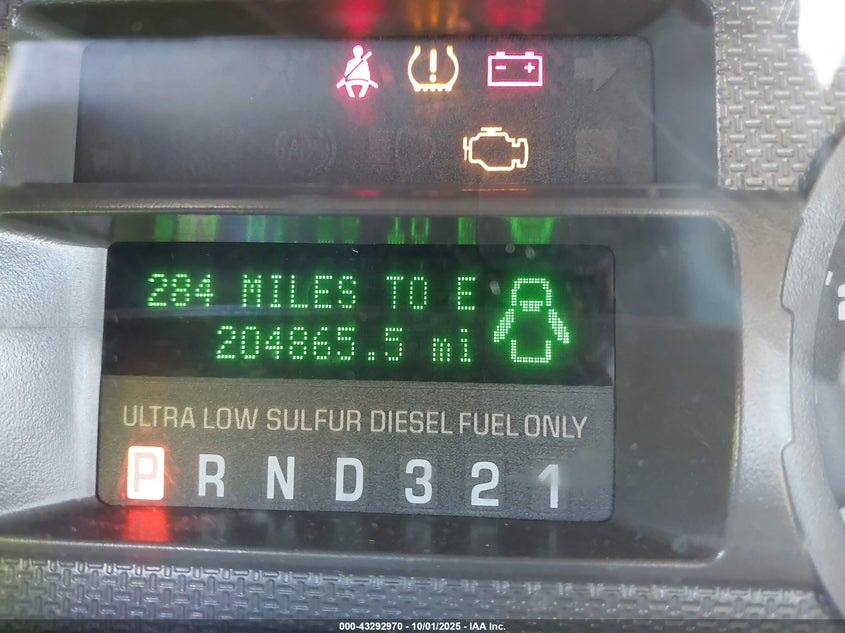 284 MILES TO E
204865.5 mi
ULTRA LOW SULFUR DIESEL FUEL ONLY
P R N D 3 2 1
000-43292970 - 10/01/2025 - IAA Inc.